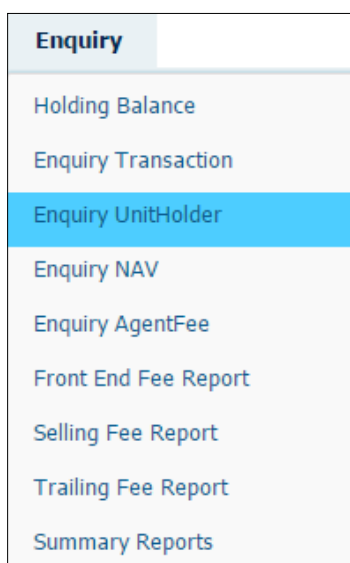 Enquiry
Holding Balance
Enquiry Transaction
Enquiry UnitHolder
Enquiry NAV
Enquiry AgentFee
Front End Fee Report
Selling Fee Report
Trailing Fee Report
Summary Reports